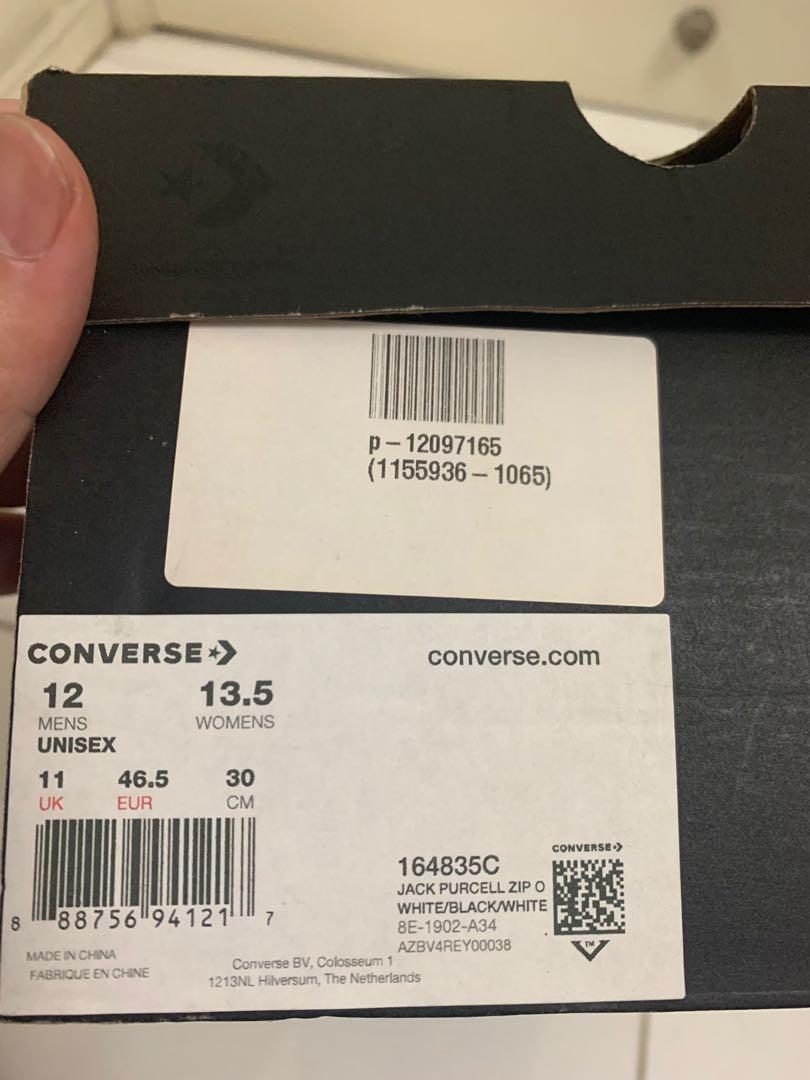 p-12097165
(1155936-1065)
CONVERSE
converse.com
12 13.5
MENS WOMENS
UNISEX
11 46.5 30
UK EUR CM
8 88756 94121 7
CONVERSE
164835C
JACK PURCELL ZIP O
WHITE/BLACK/WHITE
8E-1902-A34
AZBV4REY00038
TM
MADE IN CHINA
FABRIQUE EN CHINE
Converse BV, Colosseum 1
1213NL Hilversum, The Netherlands